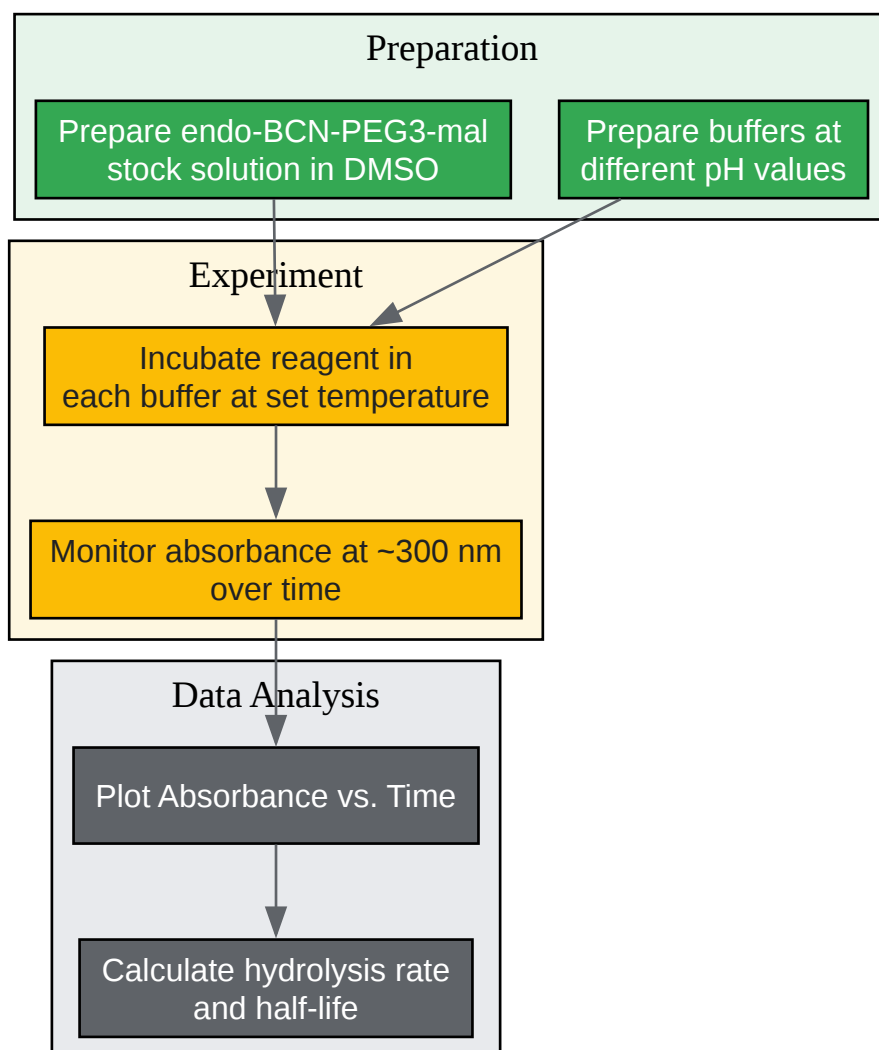 Preparation
Prepare endo-BCN-PEG3-mal
stock solution in DMSO
Prepare buffers at
different pH values
Experiment
Incubate reagent in
each buffer at set temperature
Monitor absorbance at ~300 nm
over time
Data Analysis
Plot Absorbance vs. Time
Calculate hydrolysis rate
and half-life